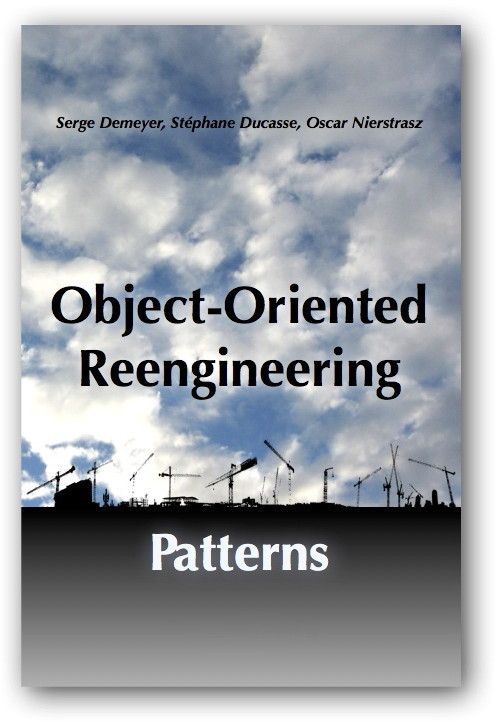 Serge Demeyer, Stéphane Ducasse, Oscar Nierstrasz
Object-Oriented
Reengineering
Patterns